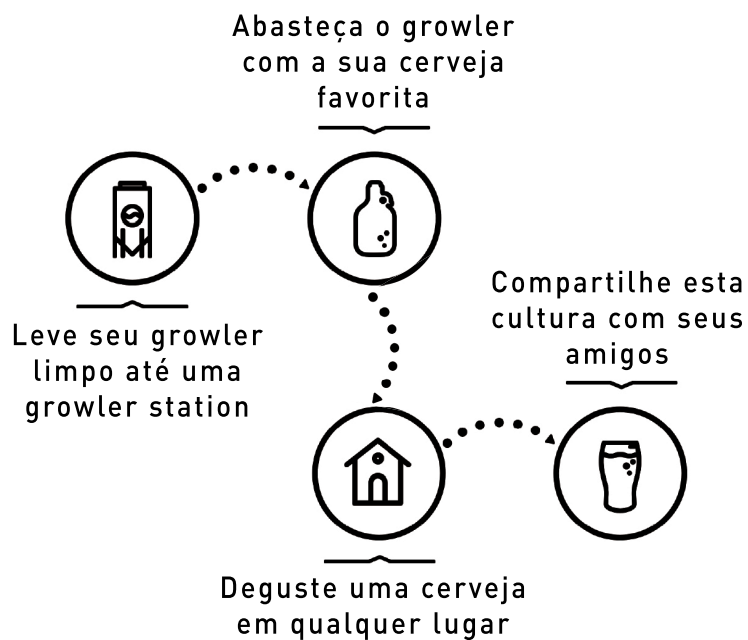 Abasteça o growler
com a sua cerveja
favorita
Leve seu growler
limpo até uma
growler station
Compartilhe esta
cultura com seus
amigos
Deguste uma cerveja
em qualquer lugar